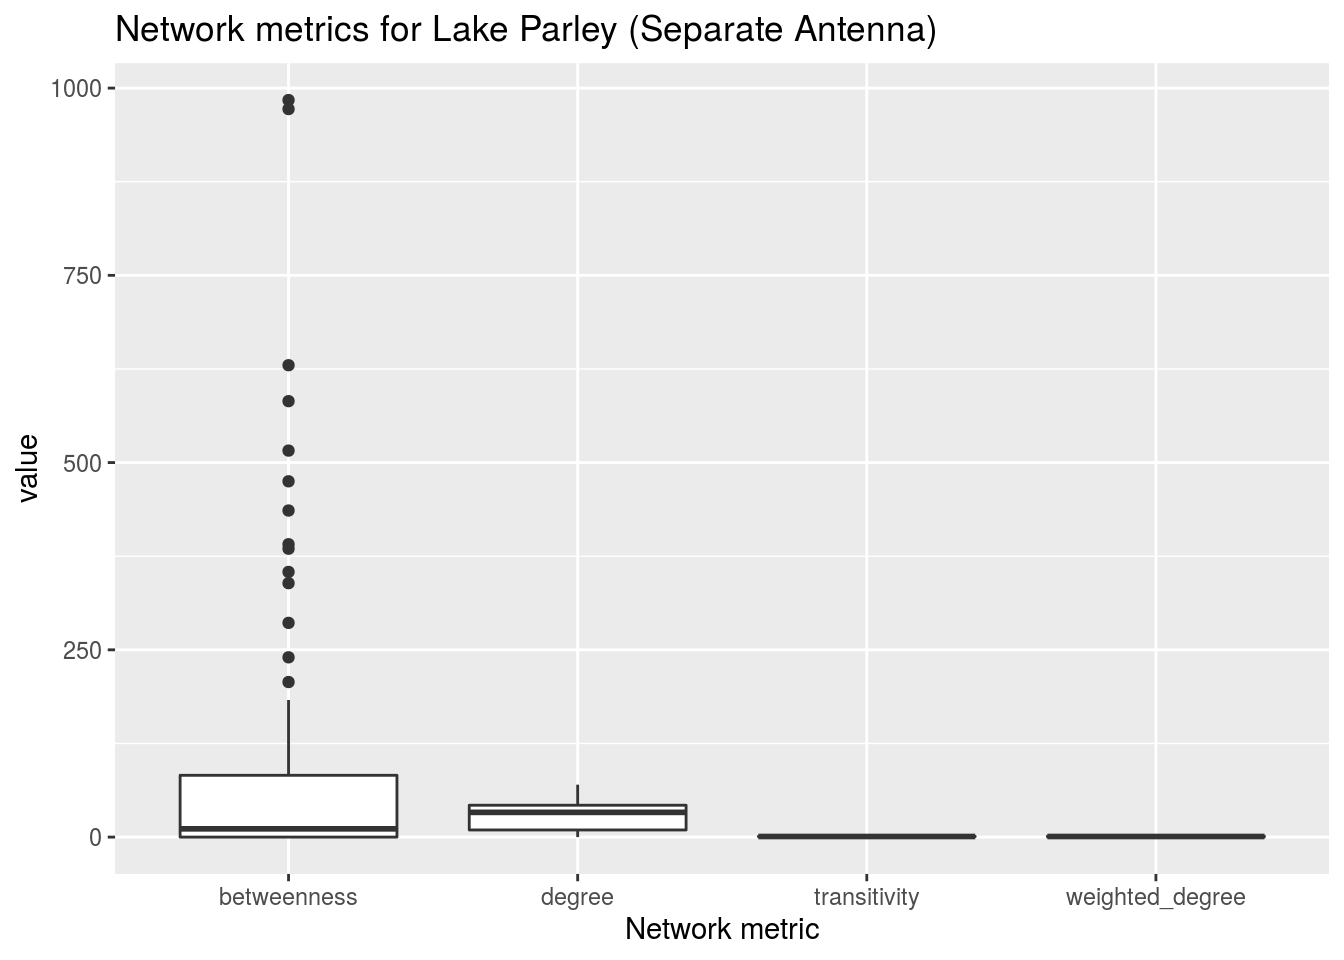 Network metrics for Lake Parley (Separate Antenna)
1000
750
500
250
0
value
betweenness degree transitivity weighted_degree
Network metric